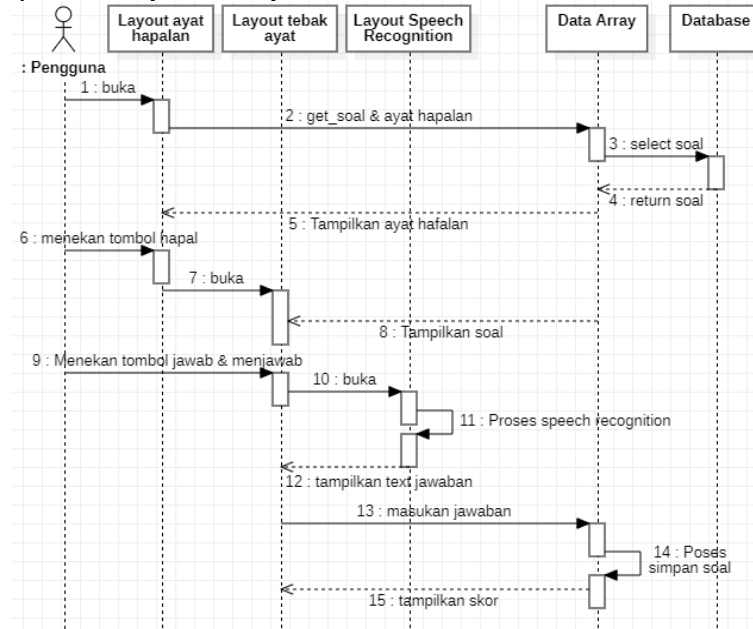 Layout ayat
hapalan
Layout tebak
ayat
Layout Speech
Recognition
Data Array
Database
: Pengguna
1 : buka
2 : get_soal & ayat hapalan
3 : select soal
4 : return soal
5 : Tampilkan ayat hafalan
6 : menekan tombol hapal
7 : buka
8 : Tampilkan soal
9 : Menekan tombol jawab & menjawab
10 : buka
11 : Proses speech recognition
12 : tampilkan text jawaban
13 : masukan jawaban
14 : Poses
simpan soal
15 : tampilkan skor